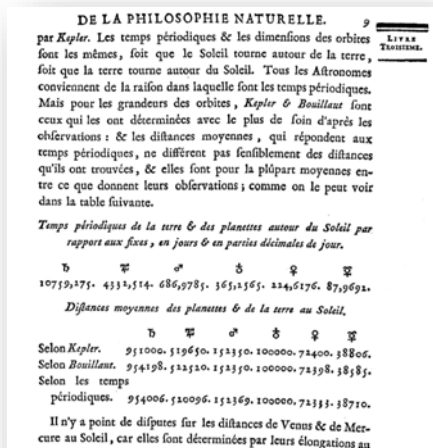 DE LA PHILOSOPHIE NATURELLE. 9
LIVRE
TROISIEME.
par Kepler. Les temps périodiques & les dimenſions des orbites
ſont les mêmes, ſoit que le Soleil tourne autour de la terre,
ſoit que la terre tourne autour du Soleil. Tous les Aſtronomes
conviennent de la raiſon dans laquelle ſont les temps périodiques.
Mais pour les grandeurs des orbites, Kepler & Bouillaut ſont
ceux qui les ont déterminées avec le plus de ſoin d'après les
obſervations : & les diſtances moyennes, qui répondent aux
temps périodiques, ne différent pas ſenſiblement des diſtances
qu'ils ont trouvées, & elles ſont pour la plûpart moyennes en-
tre ce que donnent leurs obſervations ; comme on le peut voir
dans la table ſuivante.
Temps périodiques de la terre & des planettes autour du Soleil par
rapport aux fixes, en jours & en parties décimales de jour.
♄ ♃ ♂ ♁ ♀ ☿
10759,275. 4332,514. 686,9785. 365,2565. 224,6176. 87,9692.
Diſtances moyennes des planettes & de la terre au Soleil.
♄ ♃ ♂ ♁ ♀ ☿
Selon Kepler. 951000. 519650. 152350. 100000. 72400. 38806.
Selon Bouillaut. 954198. 522520. 152350. 100000. 72398. 38585.
Selon les temps
périodiques. 954006. 520096. 152369. 100000. 72333. 38710.
Il n'y a point de diſputes ſur les diſtances de Venus & de Mer-
cure au Soleil, car elles ſont déterminées par leurs élongations au